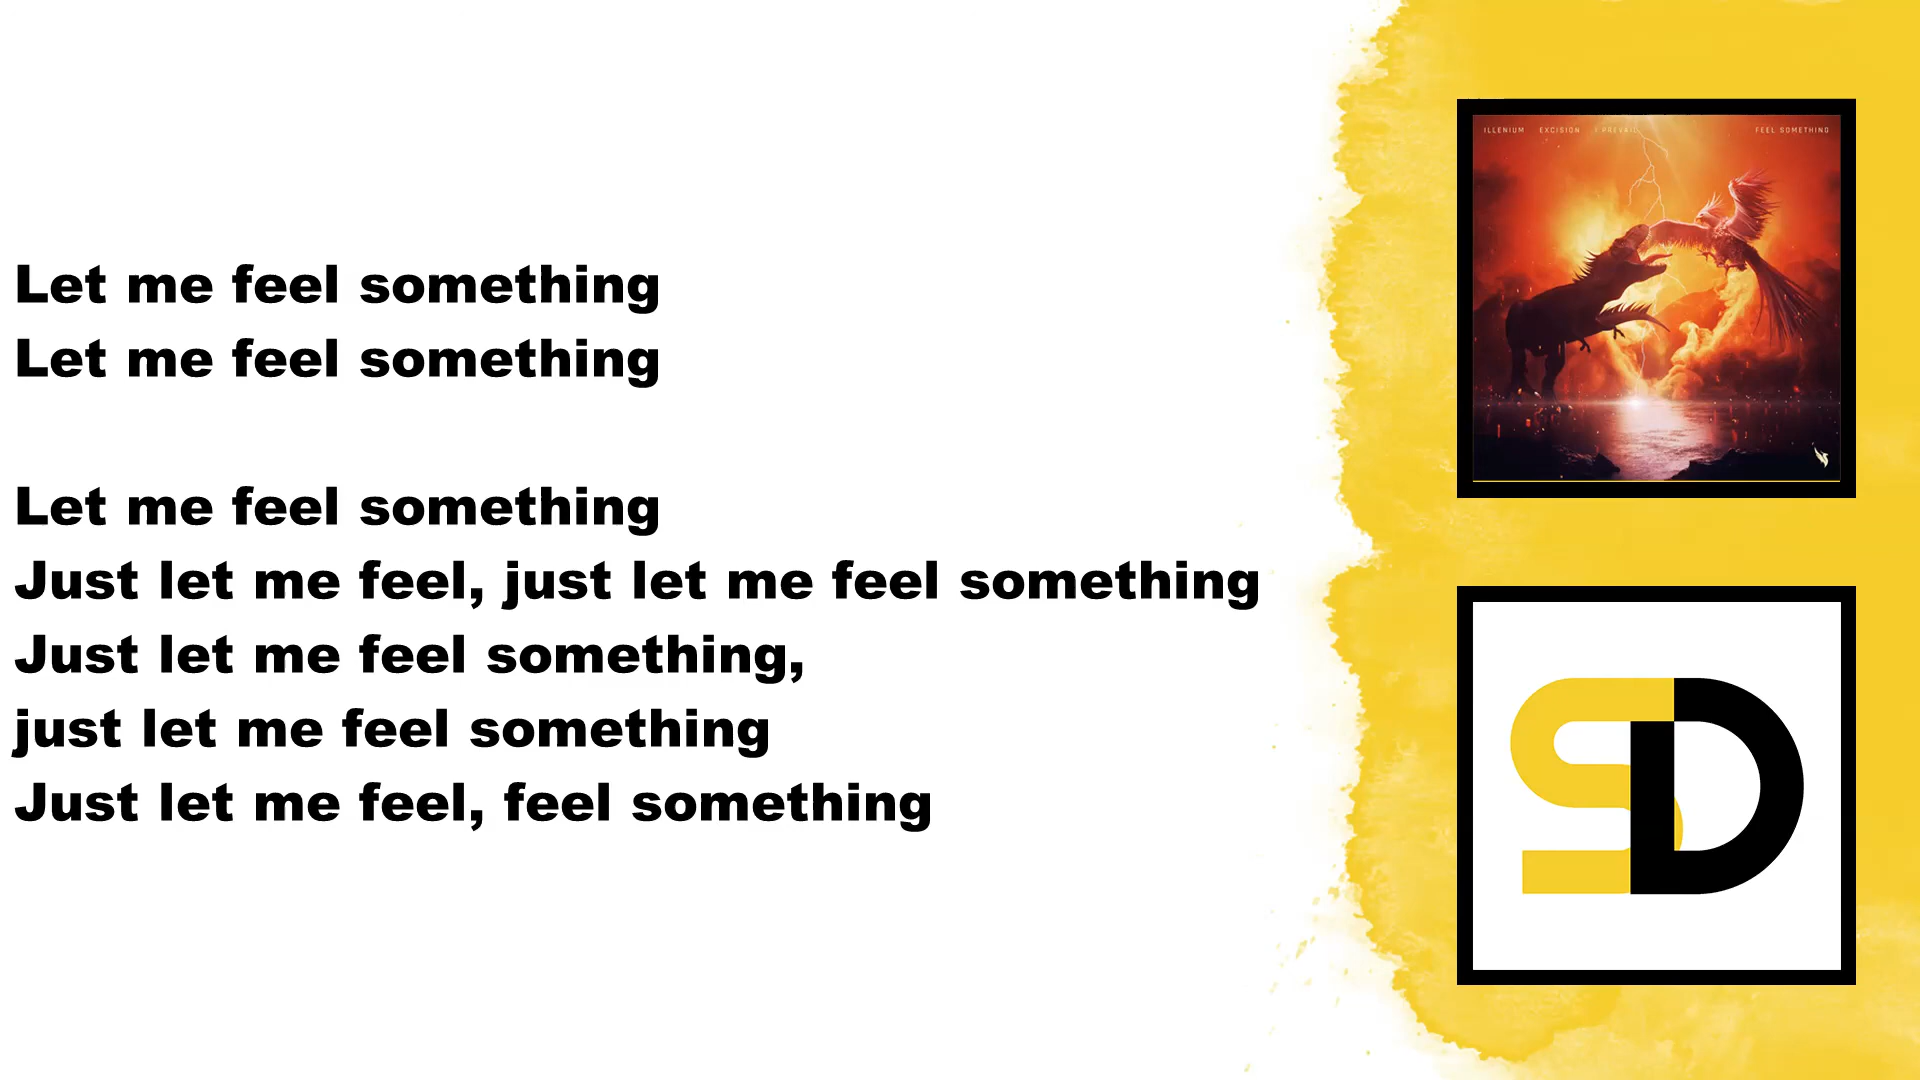 Let me feel something
Let me feel something
Let me feel something
Just let me feel, just let me feel something
Just let me feel something,
just let me feel something
Just let me feel, feel something
ILLENIUM EXCISION I PREVAIL FEEL SOMETHING
SD